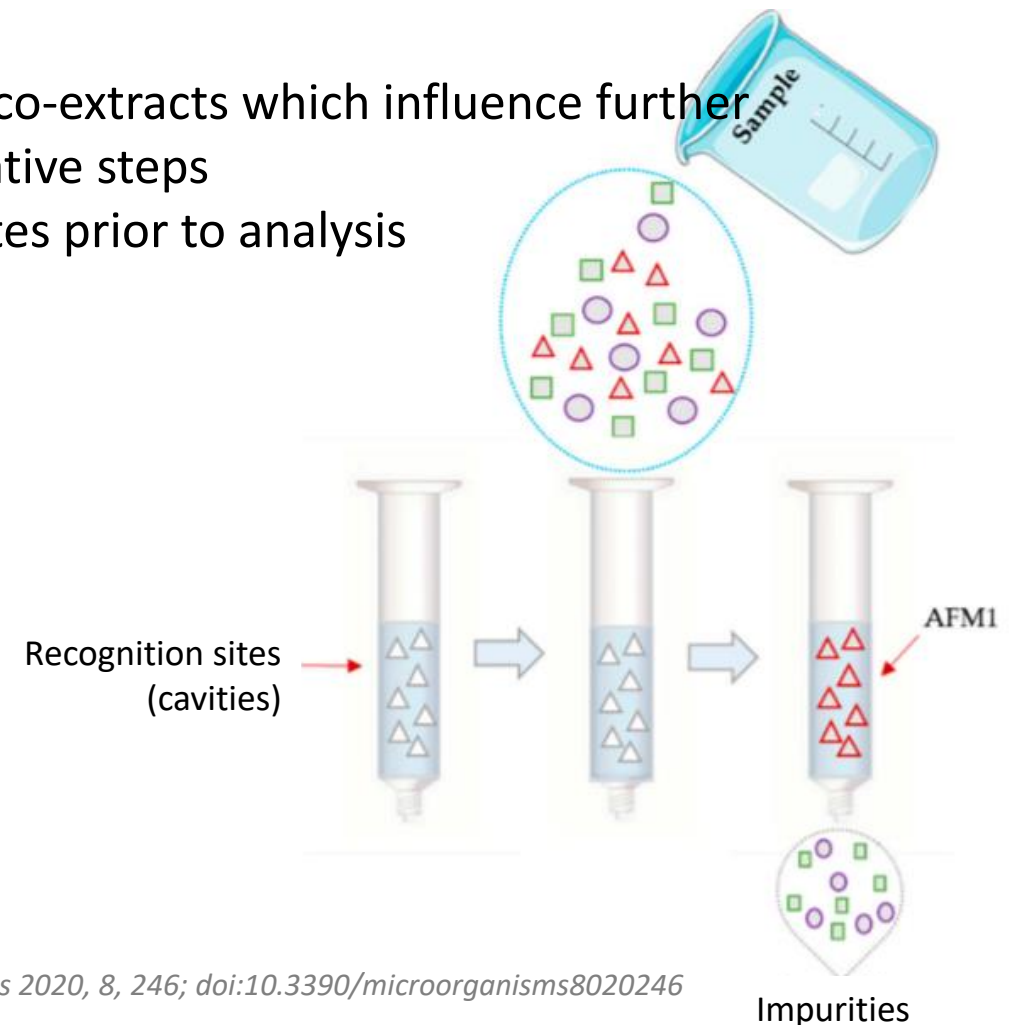 co-extracts which influence further
ative steps
tes prior to analysis
Sample
Recognition sites
(cavities)
AFM1
s 2020, 8, 246; doi:10.3390/microorganisms8020246
Impurities